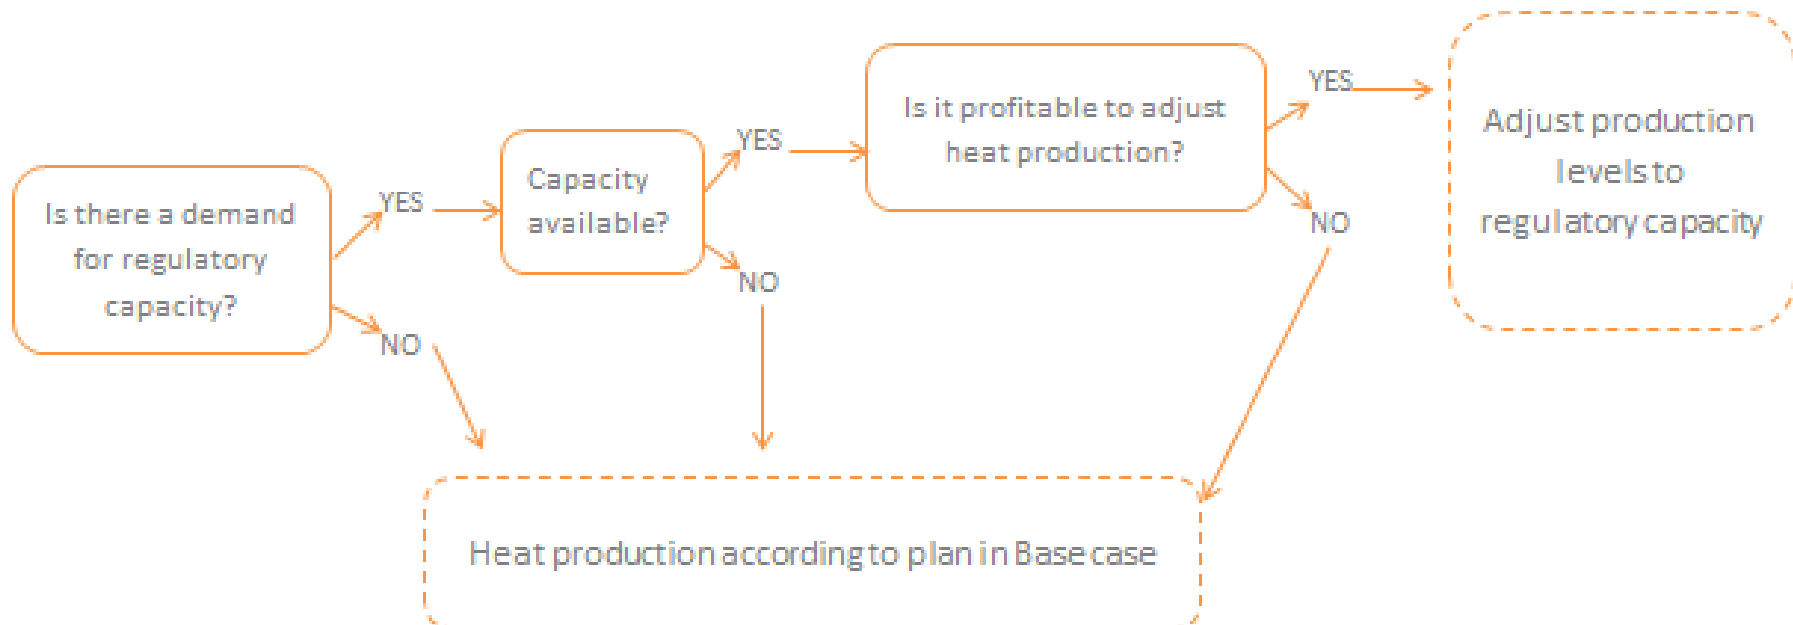 Is there a demand
for regulatory
capacity?
YES
NO
Capacity
available?
YES
NO
Is it profitable to adjust
heat production?
YES
NO
Adjust production
levels to
regulatory capacity
Heat production according to plan in Base case